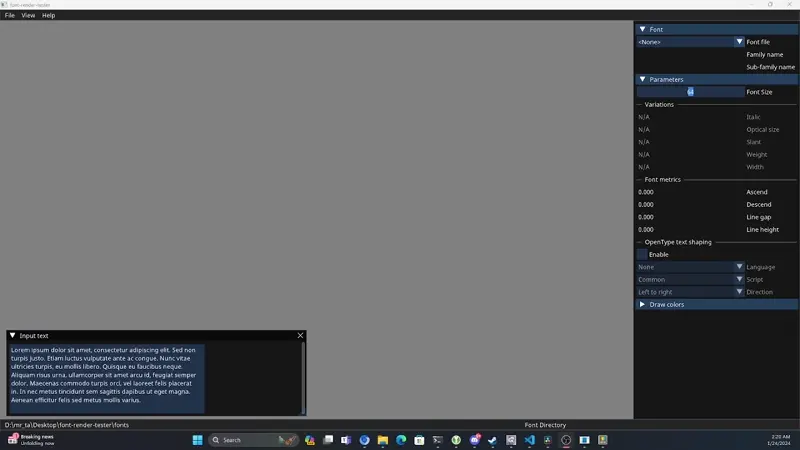 font-render-tester
File View Help
Font
<None> Font file
Family name
Sub-family name
Parameters
64 Font Size
Variations
N/A Italic
N/A Optical size
N/A Slant
N/A Weight
N/A Width
Font metrics
0.000 Ascend
0.000 Descend
0.000 Line gap
0.000 Line height
OpenType text shaping
Enable
None Language
Common Script
Left to right Direction
Draw colors
Input text
Lorem ipsum dolor sit amet, consectetur adipiscing elit. Sed non
turpis justo. Etiam luctus vulputate ante ac congue. Nunc vitae
ultricies turpis, eu mollis libero. Quisque eu faucibus neque.
Aliquam risus urna, ullamcorper sit amet arcu id, feugiat semper
dolor. Maecenas commodo turpis orci, vel laoreet felis placerat
in. In nec metus tincidunt sem sagittis dapibus ut eget magna.
Aenean efficitur felis sed metus mollis varius.
D:\mr_ta\Desktop\font-render-tester\fonts Font Directory
Breaking news
Unfolding now
Search
2:20 AM
1/24/2024